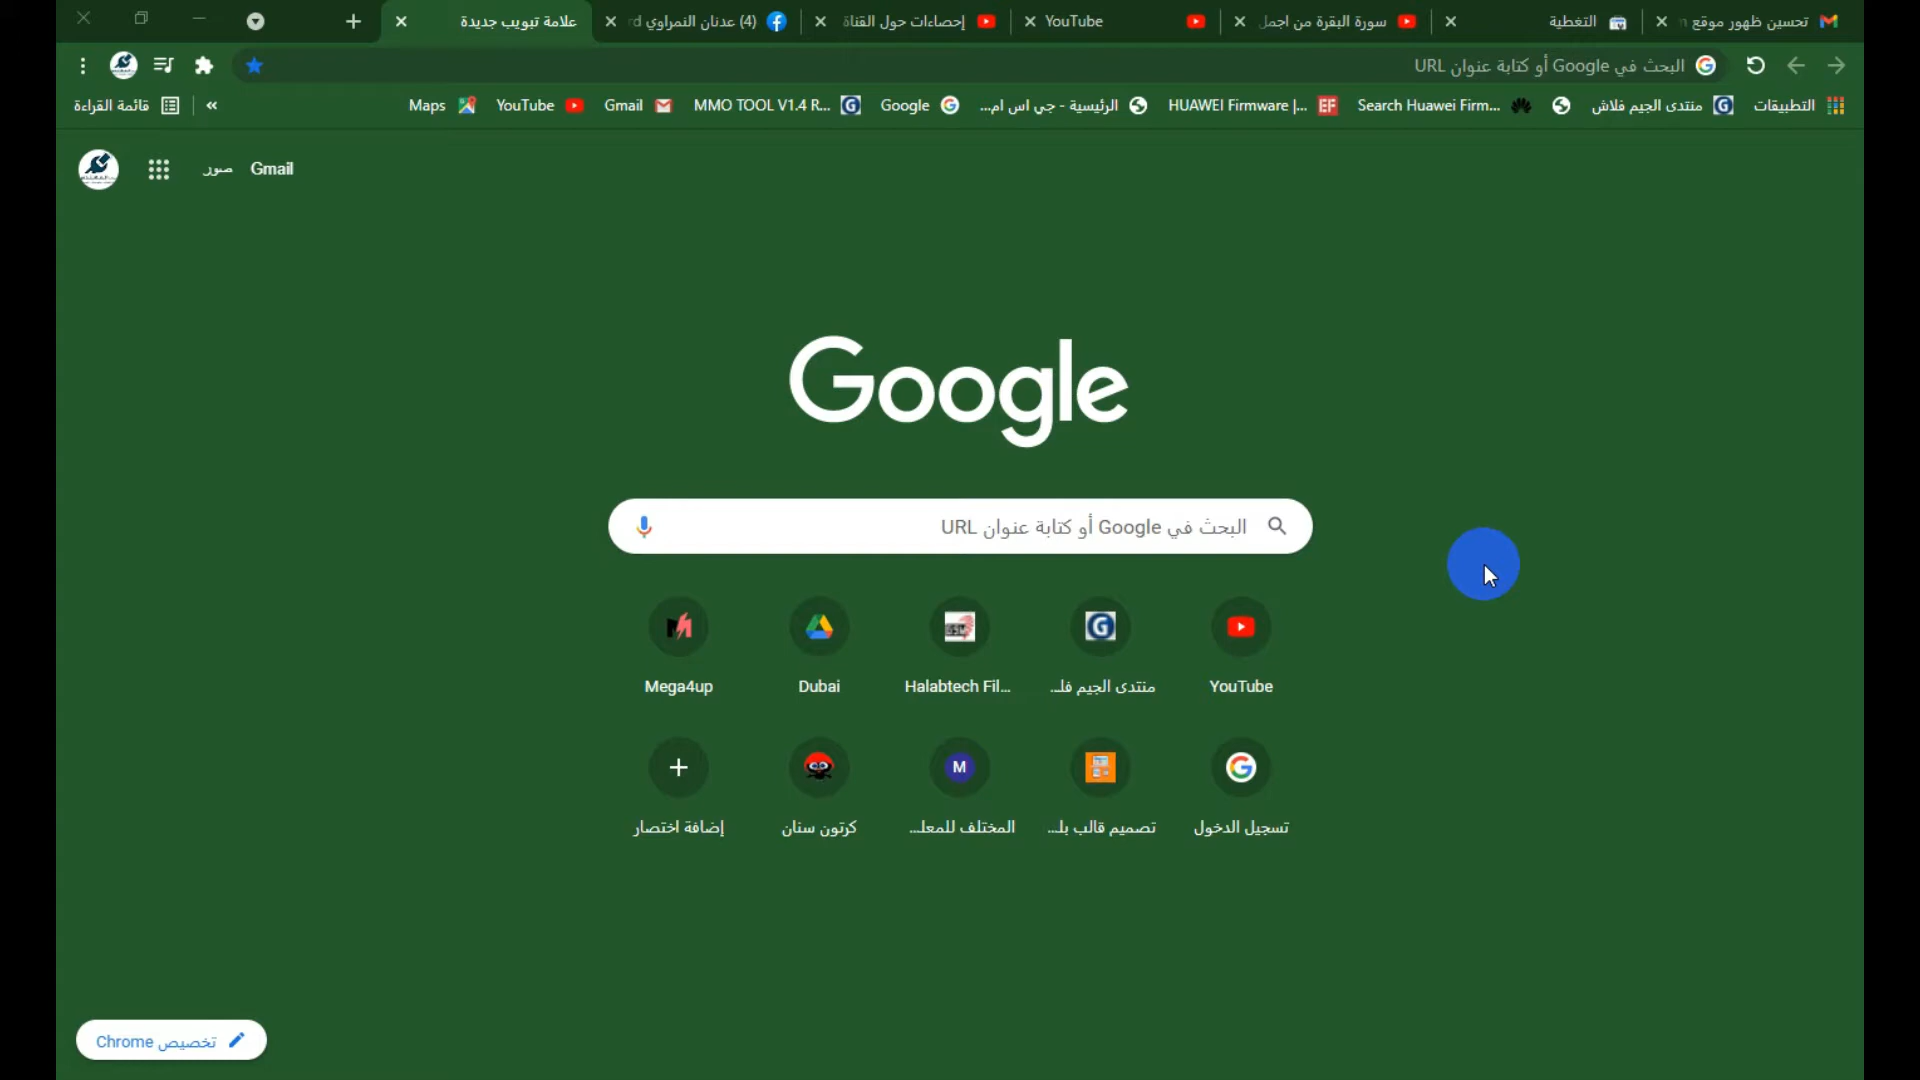 تحسين ظهور موقع
التغطية
سورة البقرة من اجمل
YouTube
إحصاءات حول القناة
(4) عدنان النمراوي
علامة تبويب جديدة
البحث في Google أو كتابة عنوان URL
التطبيقات
منتدى الجيم فلاش
Search Huawei Firm...
HUAWEI Firmware |...
الرئيسية - جي اس ام...
Google
MMO TOOL V1.4 R...
Gmail
YouTube
Maps
قائمة القراءة
Gmail
صور
Google
البحث في Google أو كتابة عنوان URL
YouTube
منتدى الجيم فلـ...
Halabtech Fil...
Dubai
Mega4up
تسجيل الدخول
تصميم قالب بلـ...
M
المختلف للمعلـ...
كرتون سنان
إضافة اختصار
تخصيص Chrome